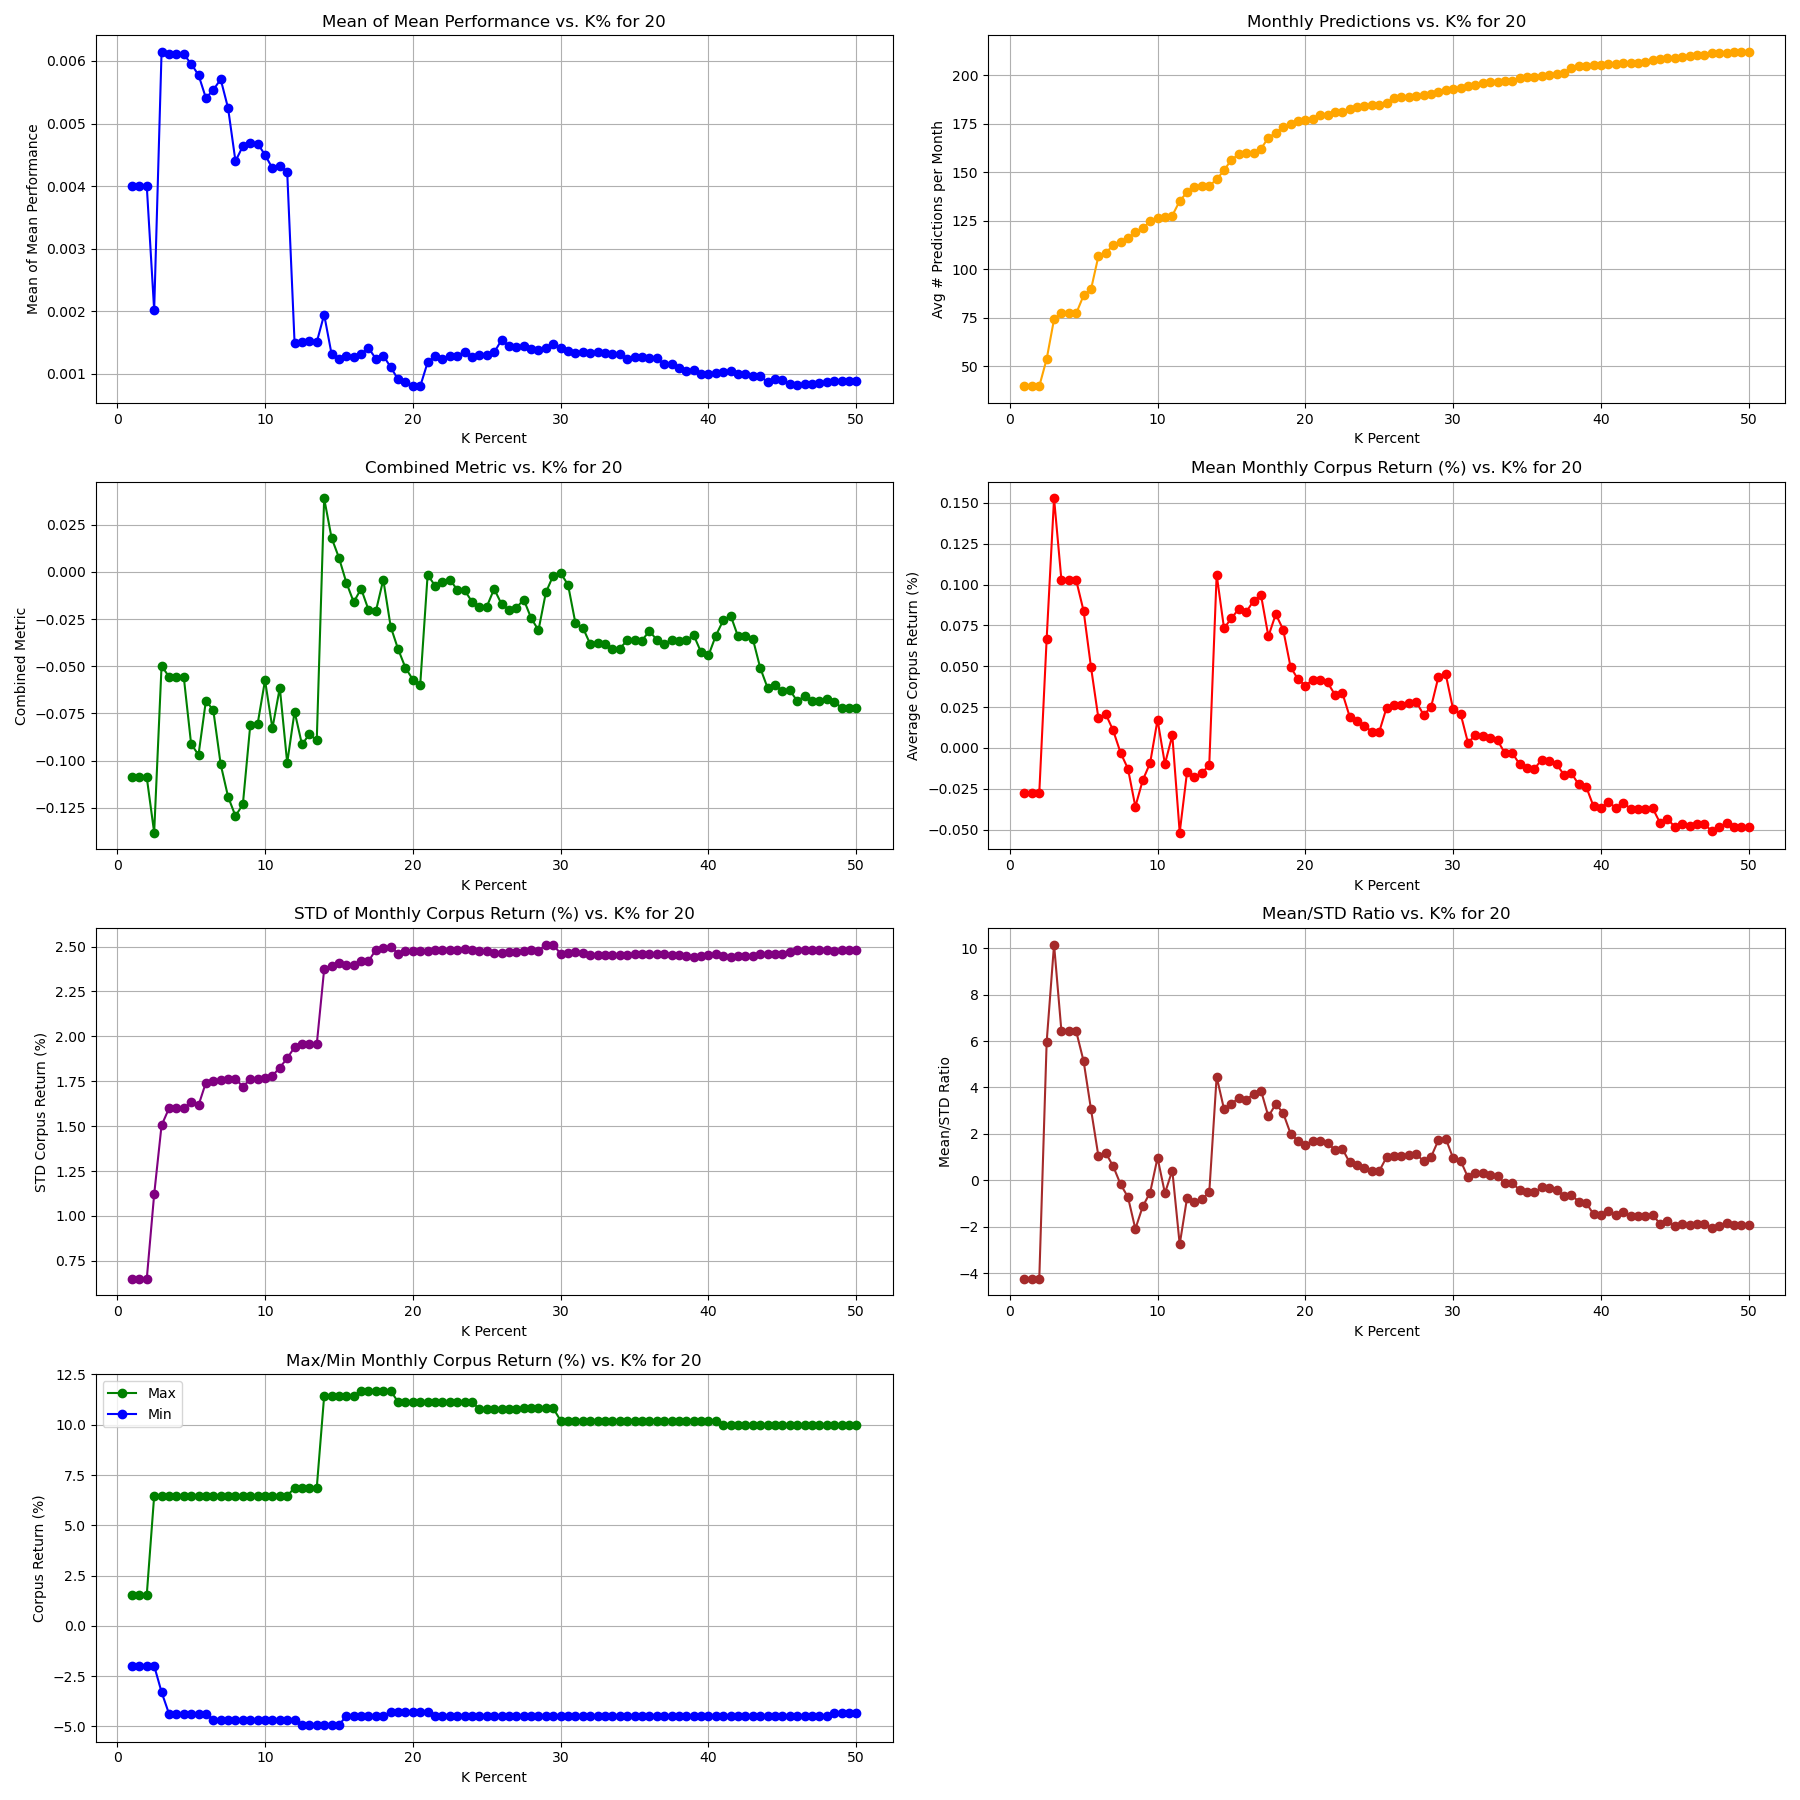 Mean of Mean Performance vs. K% for 20
Mean of Mean Performance
0.006
0.005
0.004
0.003
0.002
0.001
0 10 20 30 40 50
K Percent
Monthly Predictions vs. K% for 20
Avg # Predictions per Month
200
175
150
125
100
75
50
0 10 20 30 40 50
K Percent
Combined Metric vs. K% for 20
Combined Metric
0.025
0.000
−0.025
−0.050
−0.075
−0.100
−0.125
0 10 20 30 40 50
K Percent
Mean Monthly Corpus Return (%) vs. K% for 20
Average Corpus Return (%)
0.150
0.125
0.100
0.075
0.050
0.025
0.000
−0.025
−0.050
0 10 20 30 40 50
K Percent
STD of Monthly Corpus Return (%) vs. K% for 20
STD Corpus Return (%)
2.50
2.25
2.00
1.75
1.50
1.25
1.00
0.75
0 10 20 30 40 50
K Percent
Mean/STD Ratio vs. K% for 20
Mean/STD Ratio
10
8
6
4
2
0
−2
−4
0 10 20 30 40 50
K Percent
Max/Min Monthly Corpus Return (%) vs. K% for 20
Corpus Return (%)
Max
Min
12.5
10.0
7.5
5.0
2.5
0.0
−2.5
−5.0
0 10 20 30 40 50
K Percent